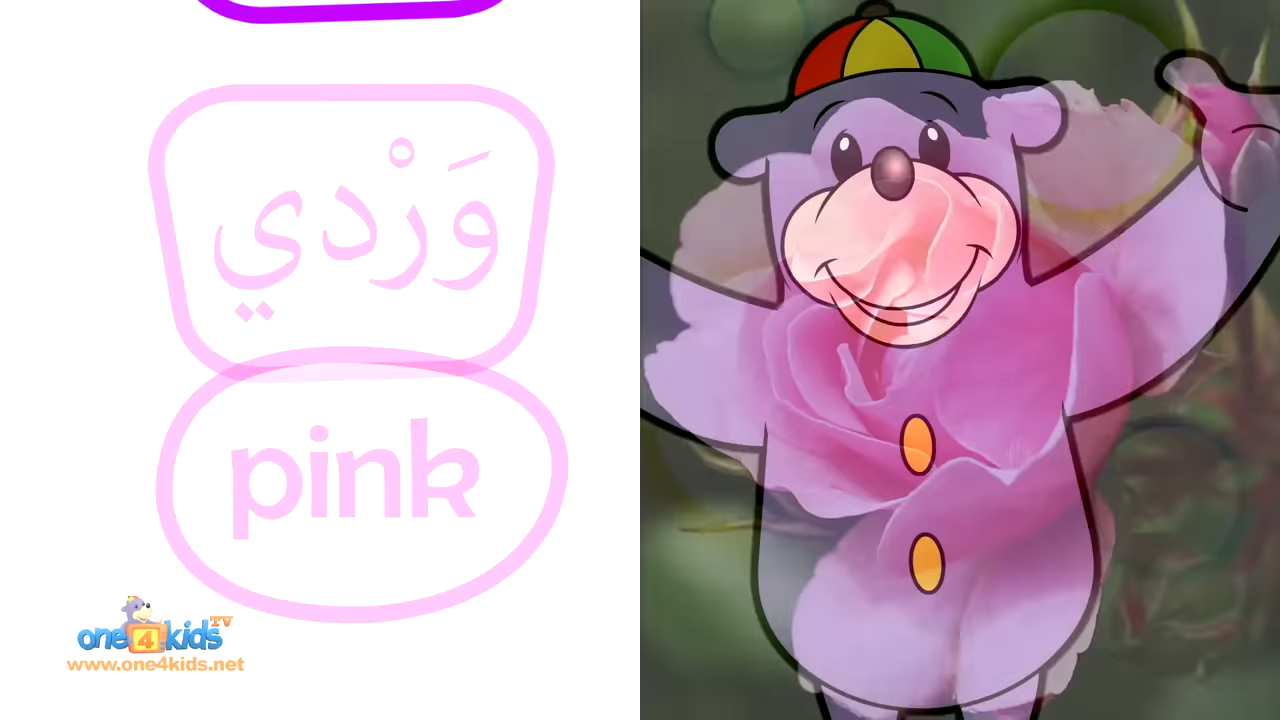 وَرْدي
pink
one4kids TV
www.one4kids.net